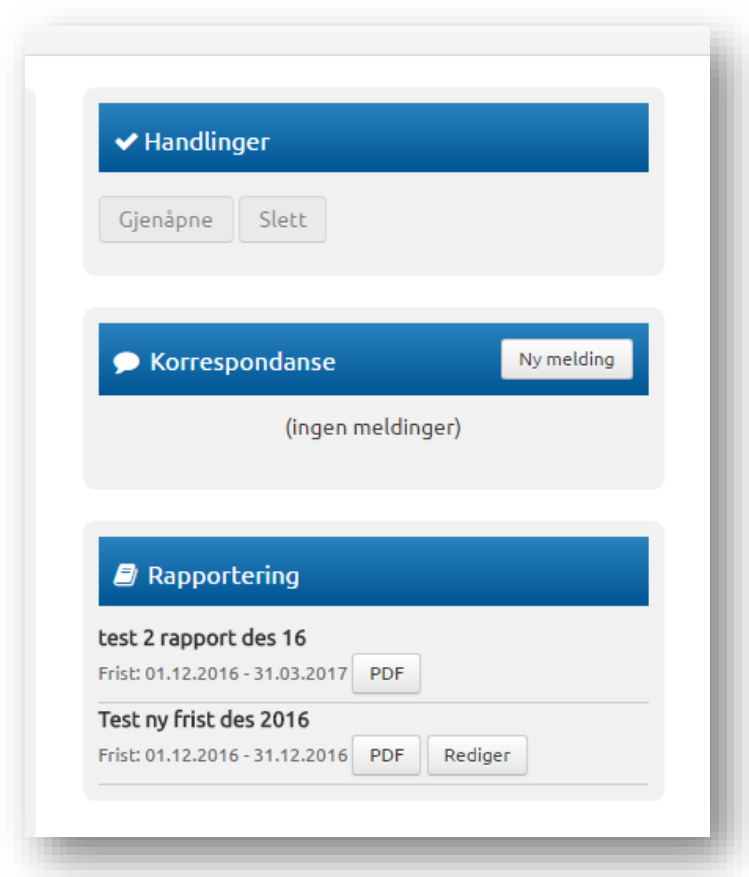 Handlinger
Gjenåpne Slett
Korrespondanse Ny melding
(ingen meldinger)
Rapportering
test 2 rapport des 16
Frist: 01.12.2016 - 31.03.2017 PDF
Test ny frist des 2016
Frist: 01.12.2016 - 31.12.2016 PDF Rediger